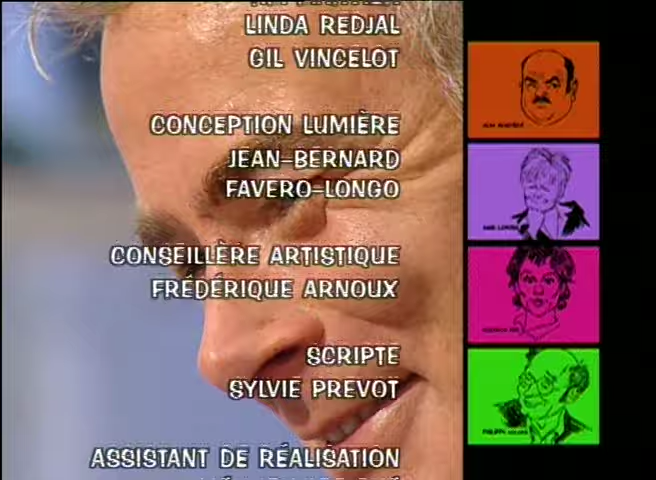 LINDA REDJAL
GIL VINCELOT
CONCEPTION LUMIÈRE
JEAN-BERNARD
FAVERO-LONGO
CONSEILLÈRE ARTISTIQUE
FRÉDÉRIQUE ARNOUX
SCRIPTE
SYLVIE PREVOT
ASSISTANT DE RÉALISATION